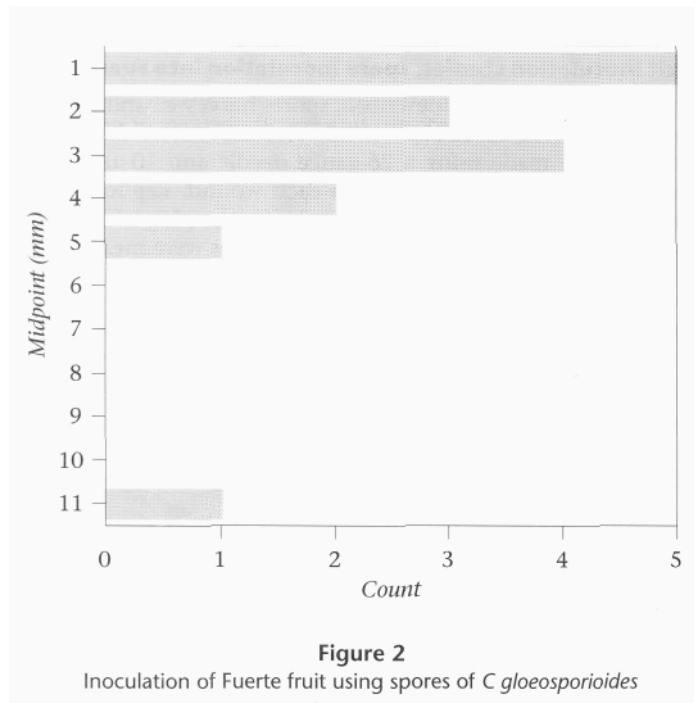 1
2
3
4
5
6
7
8
9
10
11
Midpoint (mm)
0 1 2 3 4 5
Count
Figure 2
Inoculation of Fuerte fruit using spores of C gloeosporioides